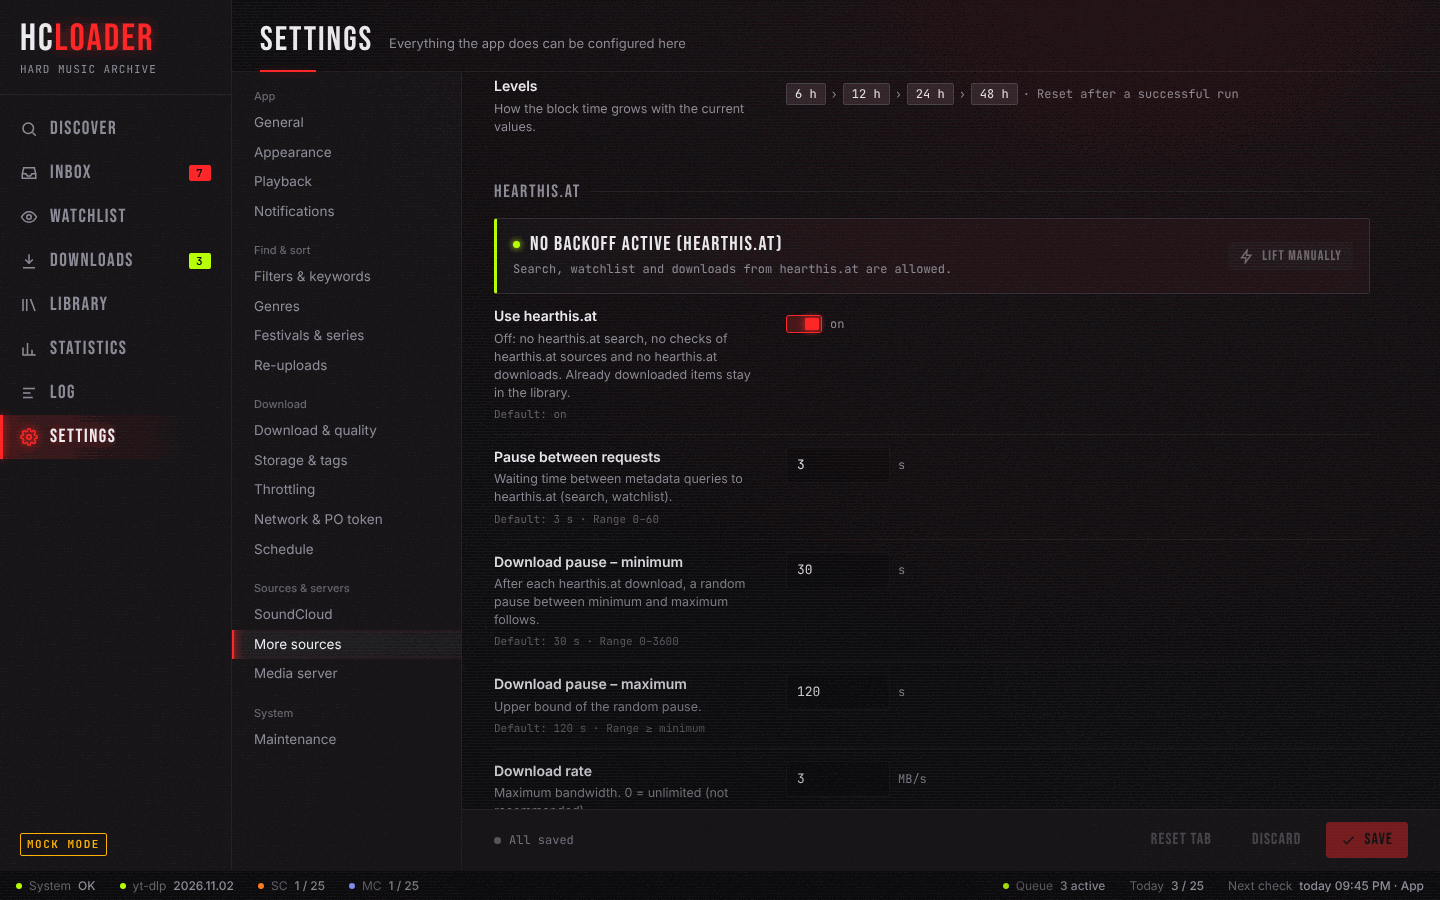 HCLOADER
HARD MUSIC ARCHIVE
DISCOVER
INBOX 7
WATCHLIST
DOWNLOADS 3
LIBRARY
STATISTICS
LOG
SETTINGS
MOCK MODE
SETTINGS Everything the app does can be configured here
App
General
Appearance
Playback
Notifications
Find & sort
Filters & keywords
Genres
Festivals & series
Re-uploads
Download
Download & quality
Storage & tags
Throttling
Network & PO token
Schedule
Sources & servers
SoundCloud
More sources
Media server
System
Maintenance
Levels
How the block time grows with the current
values.
6 h › 12 h › 24 h › 48 h · Reset after a successful run
HEARTHIS.AT
NO BACKOFF ACTIVE (HEARTHIS.AT)
Search, watchlist and downloads from hearthis.at are allowed.
LIFT MANUALLY
Use hearthis.at
on
Off: no hearthis.at search, no checks of
hearthis.at sources and no hearthis.at
downloads. Already downloaded items stay
in the library.
Default: on
Pause between requests
3 s
Waiting time between metadata queries to
hearthis.at (search, watchlist).
Default: 3 s · Range 0–60
Download pause – minimum
30 s
After each hearthis.at download, a random
pause between minimum and maximum
follows.
Default: 30 s · Range 0–3600
Download pause – maximum
120 s
Upper bound of the random pause.
Default: 120 s · Range ≥ minimum
Download rate
3 MB/s
Maximum bandwidth. 0 = unlimited (not
recommended).
All saved
RESET TAB DISCARD SAVE
System OK yt-dlp 2026.11.02 SC 1 / 25 MC 1 / 25 Queue 3 active Today 3 / 25 Next check today 09:45 PM · App